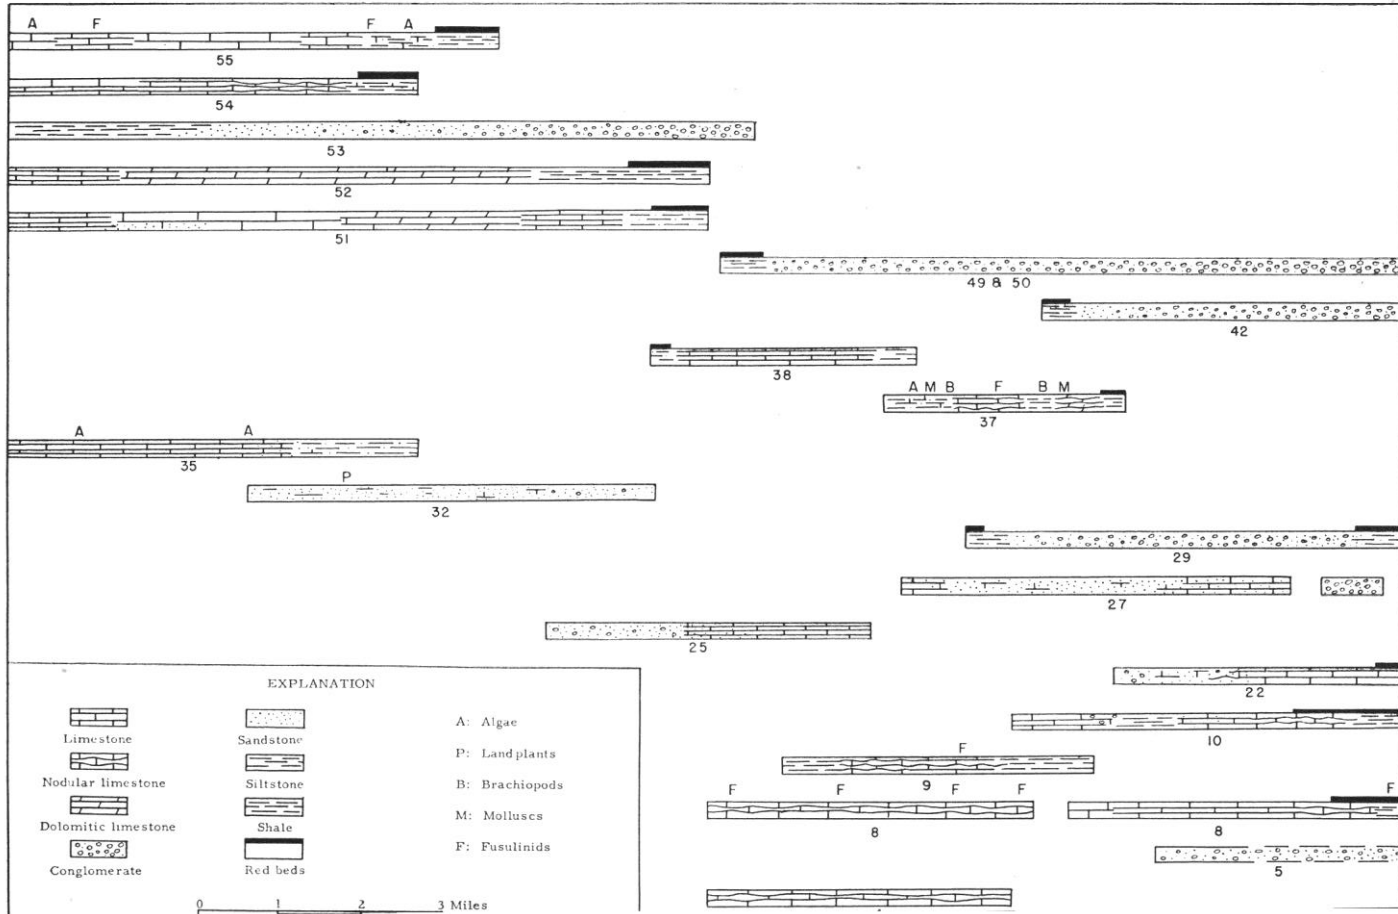 A F F A
55
54
53
52
51
49 & 50
42
38
A M B F B M
37
A A
35
P
32
29
27
25
22
10
F
9
F F F F F
8 8
5
EXPLANATION
Limestone Sandstone A: Algae
Nodular limestone Siltstone P: Land plants
Dolomitic limestone Shale B: Brachiopods
Conglomerate Red beds M: Molluscs
F: Fusulinids
0 1 2 3 Miles